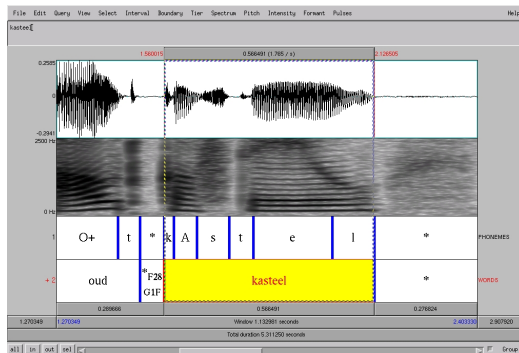 File Edit Query View Select Interval Boundary Tier Spectrum Pitch Intensity Formant Pulses Help
kasteel
1.580015 0.566491 (1.765 / s) 2.126505
0.2585
0
-0.2941
2500 Hz
0 Hz
1 O+ t * k A s t e l * PHONEMES
+ 2 oud *F28 G1F kasteel * WORDS
0.289666 0.566491 0.276824
1.270349 1.270349 Window 1.132981 seconds 2.403330 2.907920
Total duration 5.311250 seconds
all in out sel Group